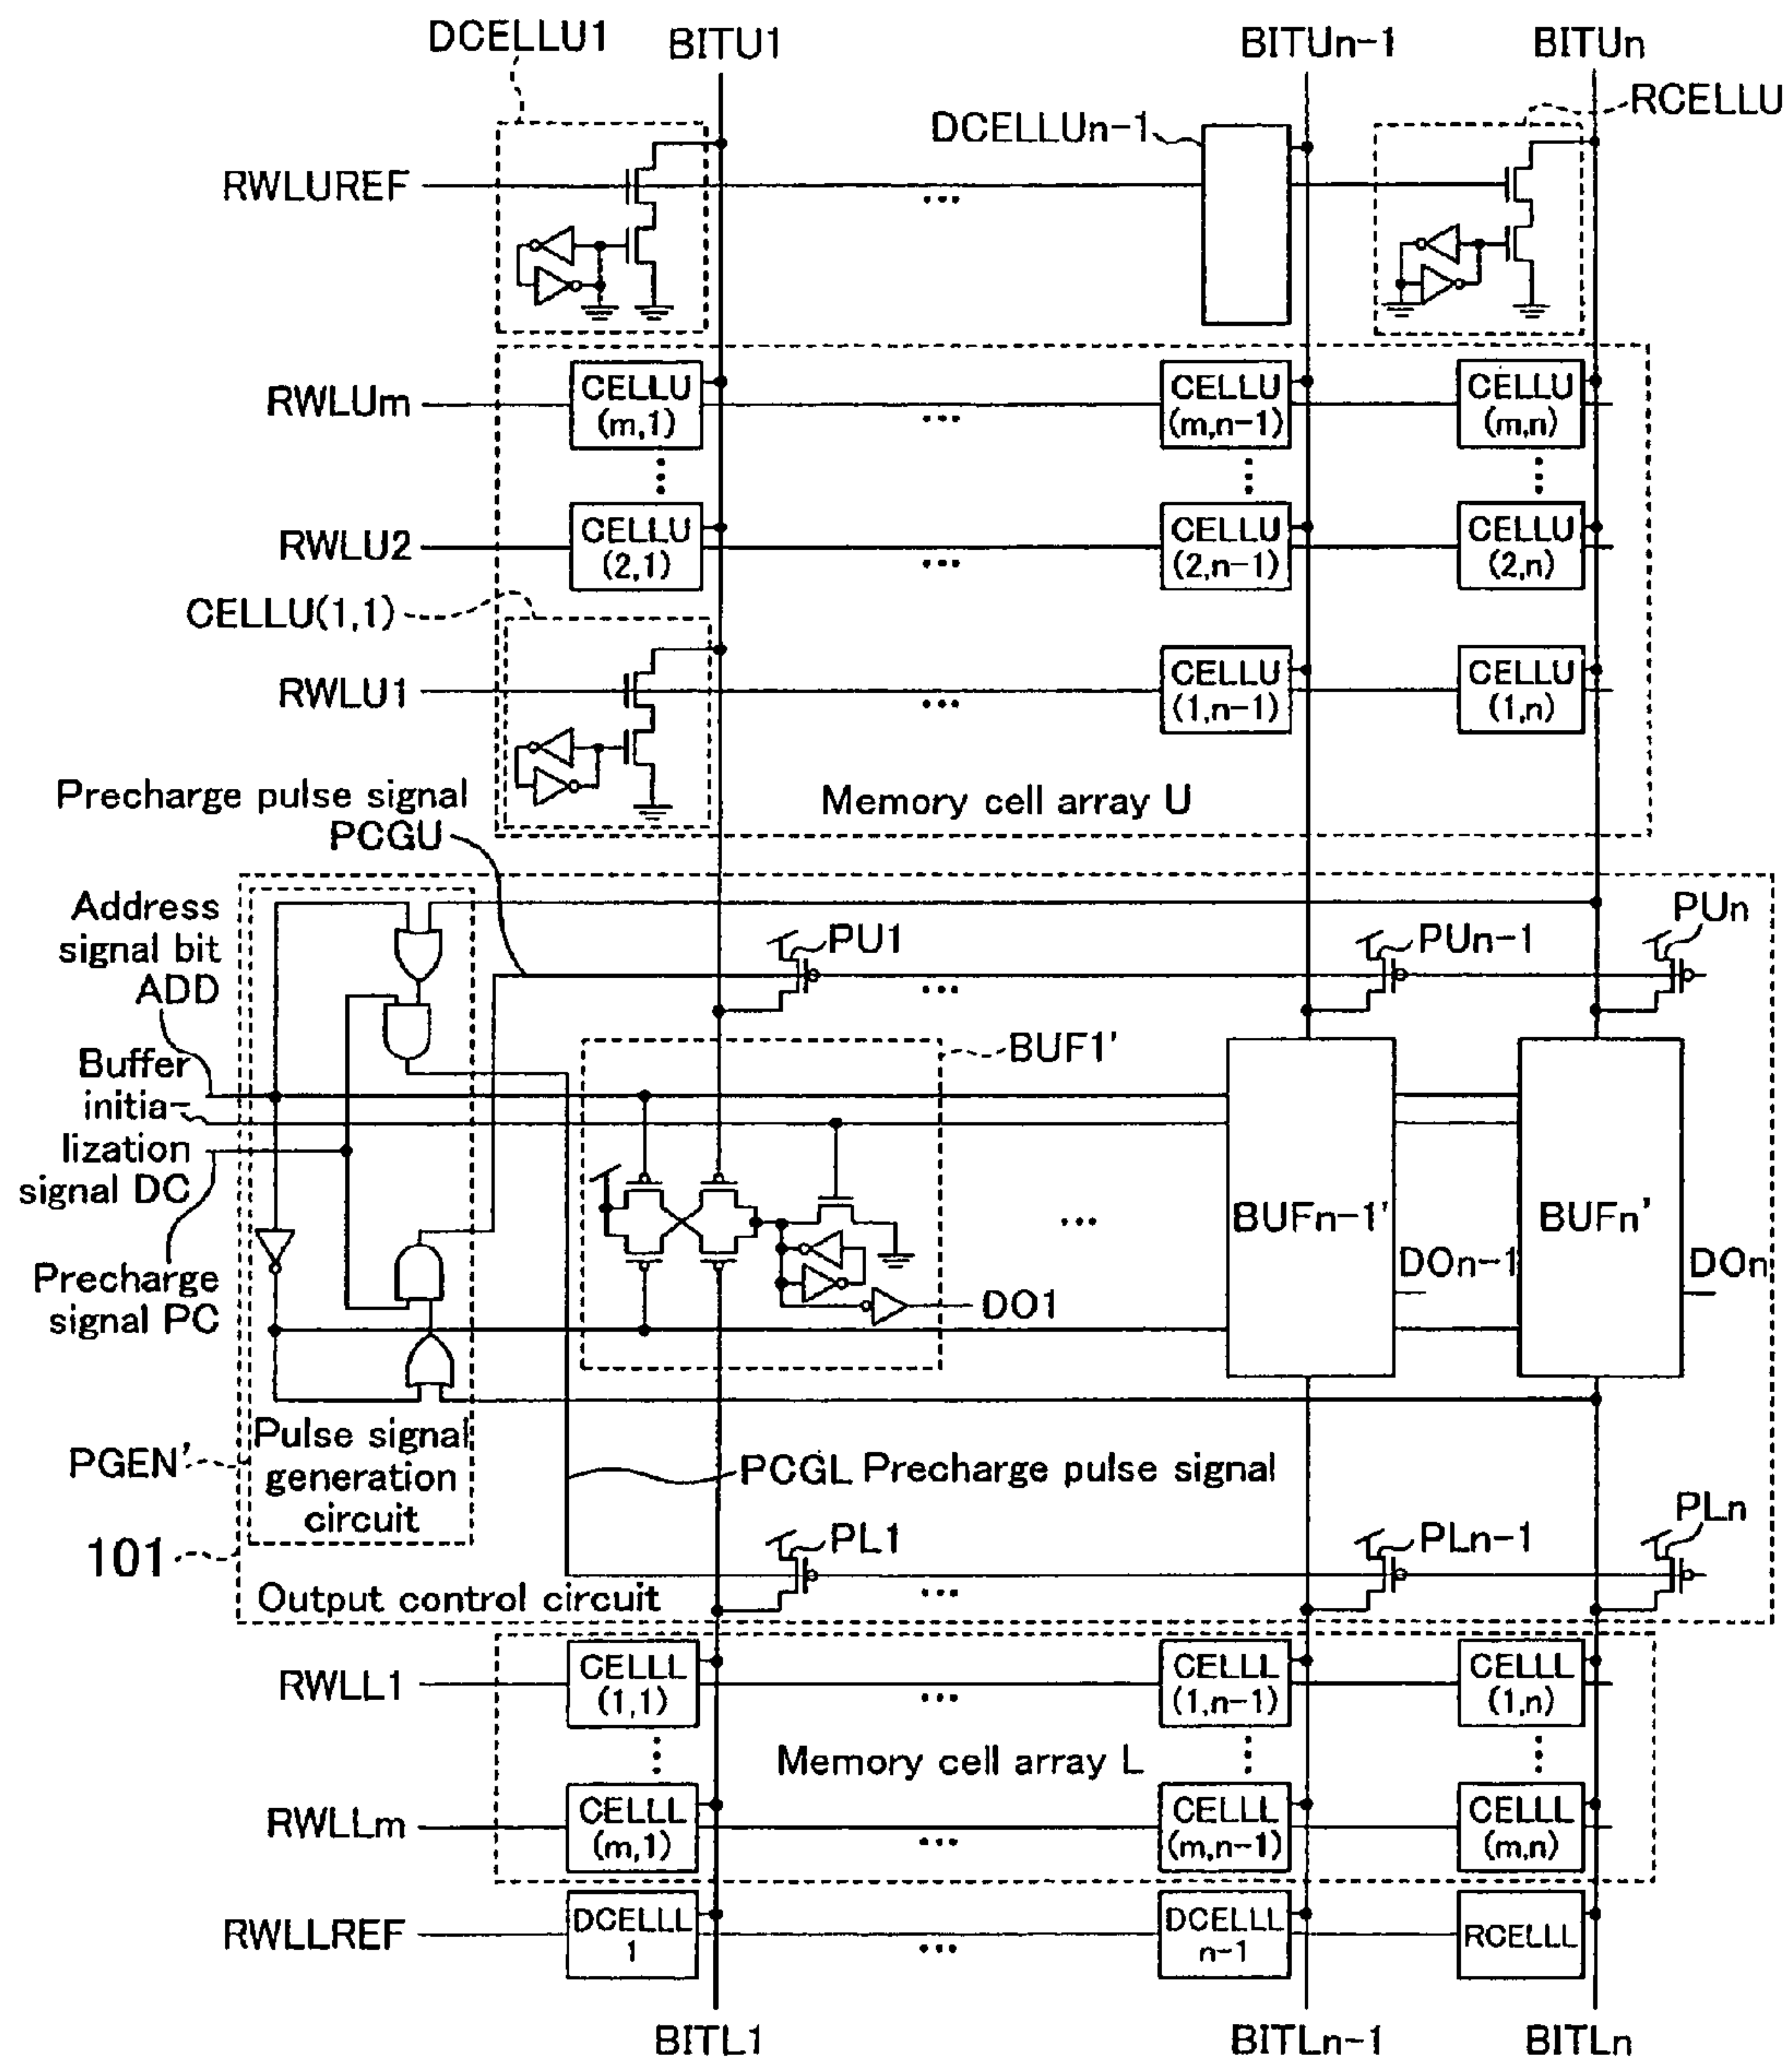 DCELLU1
BITU1
BITUn-1
BITUn
RCELLU
DCELLUn-1
RWLUREF
...
RWLUm
CELLU
(m,1)
...
CELLU
(m,n-1)
CELLU
(m,n)
RWLU2
CELLU
(2,1)
...
CELLU
(2,n-1)
CELLU
(2,n)
CELLU(1,1)
RWLU1
...
CELLU
(1,n-1)
CELLU
(1,n)
Precharge pulse signal
PCGU
Memory cell array U
Address
signal bit
ADD
PU1
PUn-1
PUn
...
Buffer
initia-
lization
signal DC
BUF1'
Precharge
signal PC
...
BUFn-1'
BUFn'
DO1
DOn-1
DOn
PGEN'
Pulse signal
generation
circuit
PCGL Precharge pulse signal
101
PL1
PLn-1
PLn
...
Output control circuit
RWLL1
CELLL
(1,1)
...
CELLL
(1,n-1)
CELLL
(1,n)
Memory cell array L
RWLLm
CELLL
(m,1)
...
CELLL
(m,n-1)
CELLL
(m,n)
RWLLREF
DCELLL
1
...
DCELLL
n-1
RCELLL
BITL1
BITLn-1
BITLn